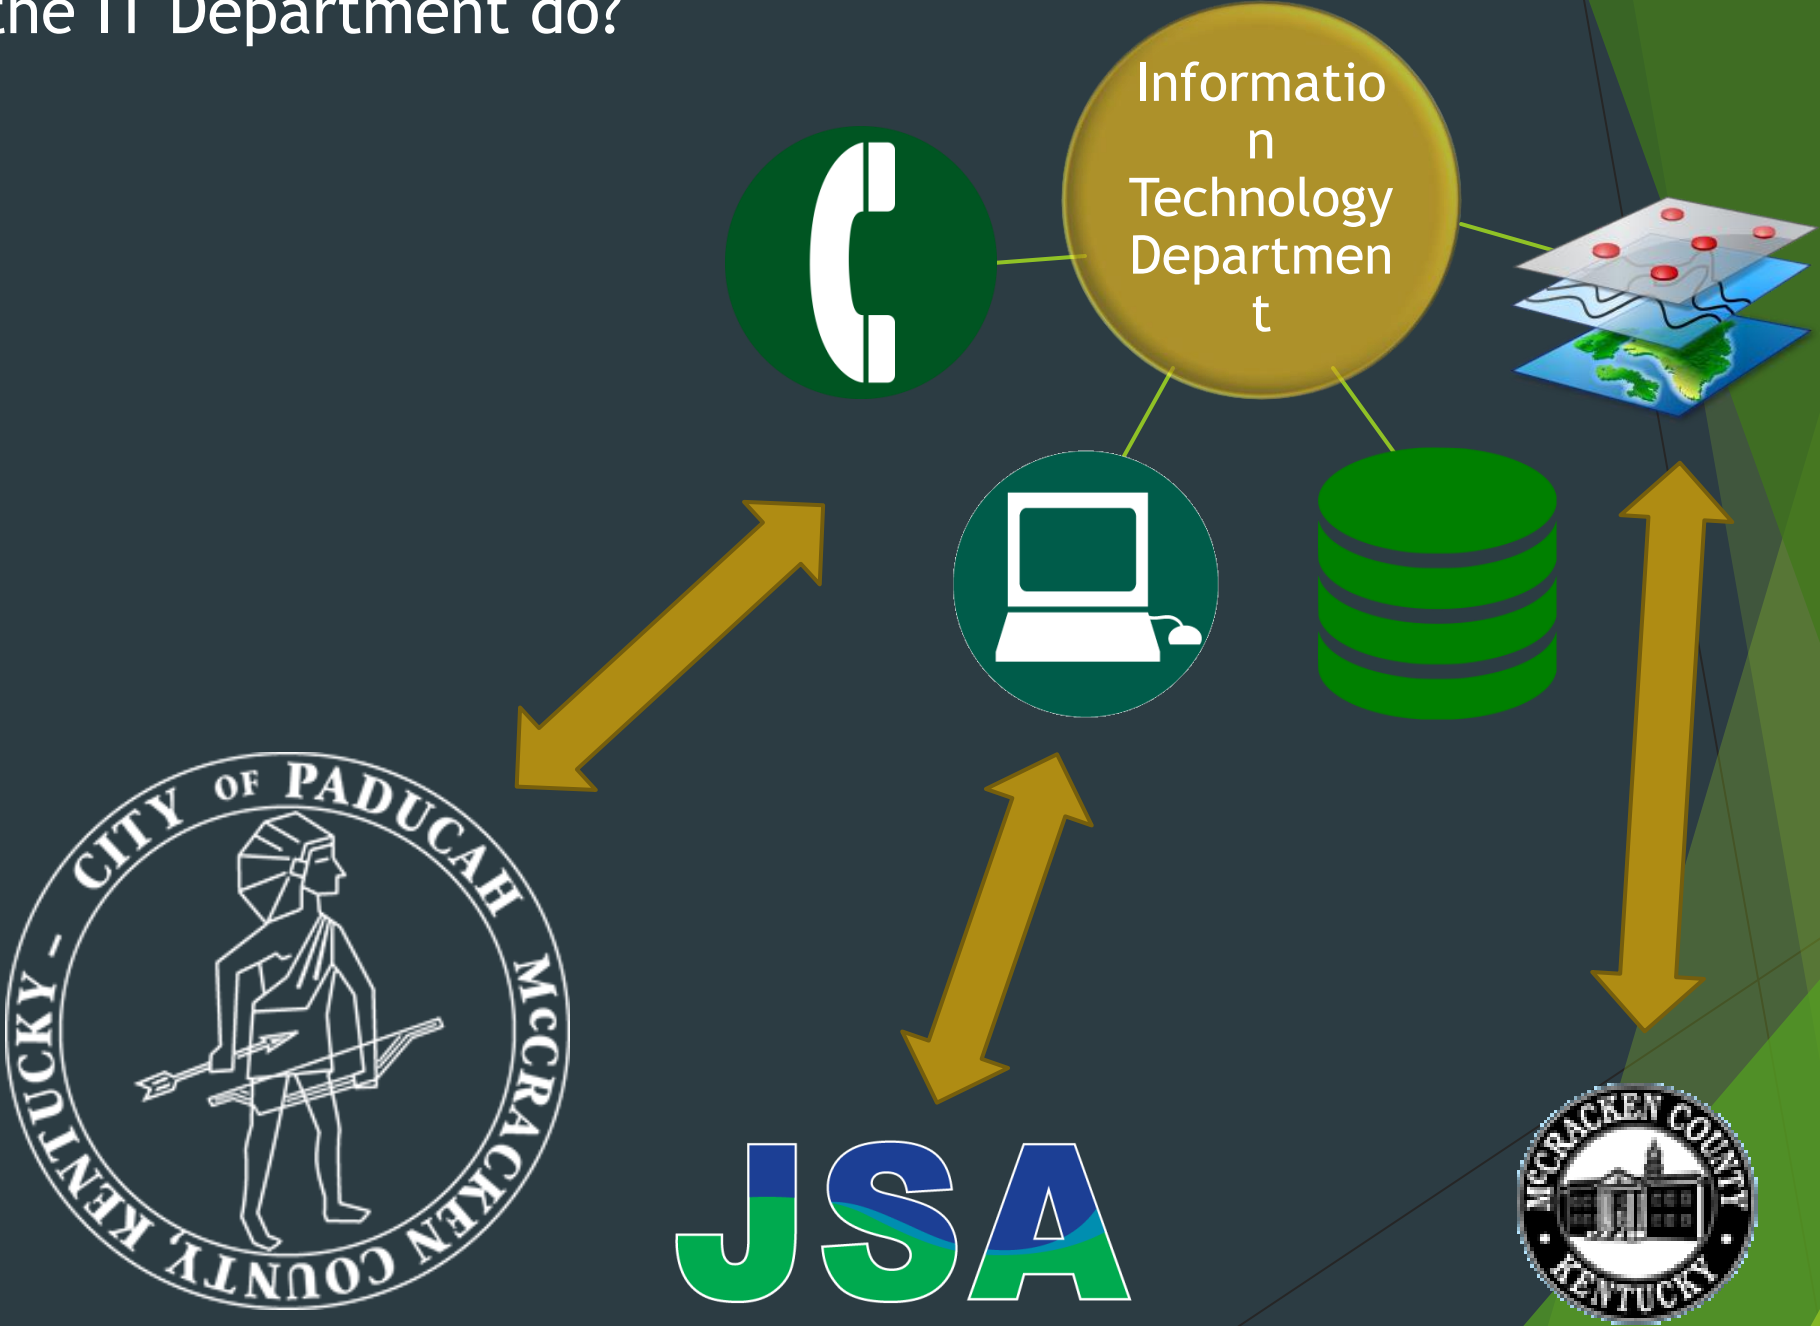 the IT Department do?
Informatio
n
Technology
Departmen
t
CITY OF PADUCAH McCRACKEN COUNTY, KENTUCKY -
JSA
MCCRACKEN COUNTY
• KENTUCKY •